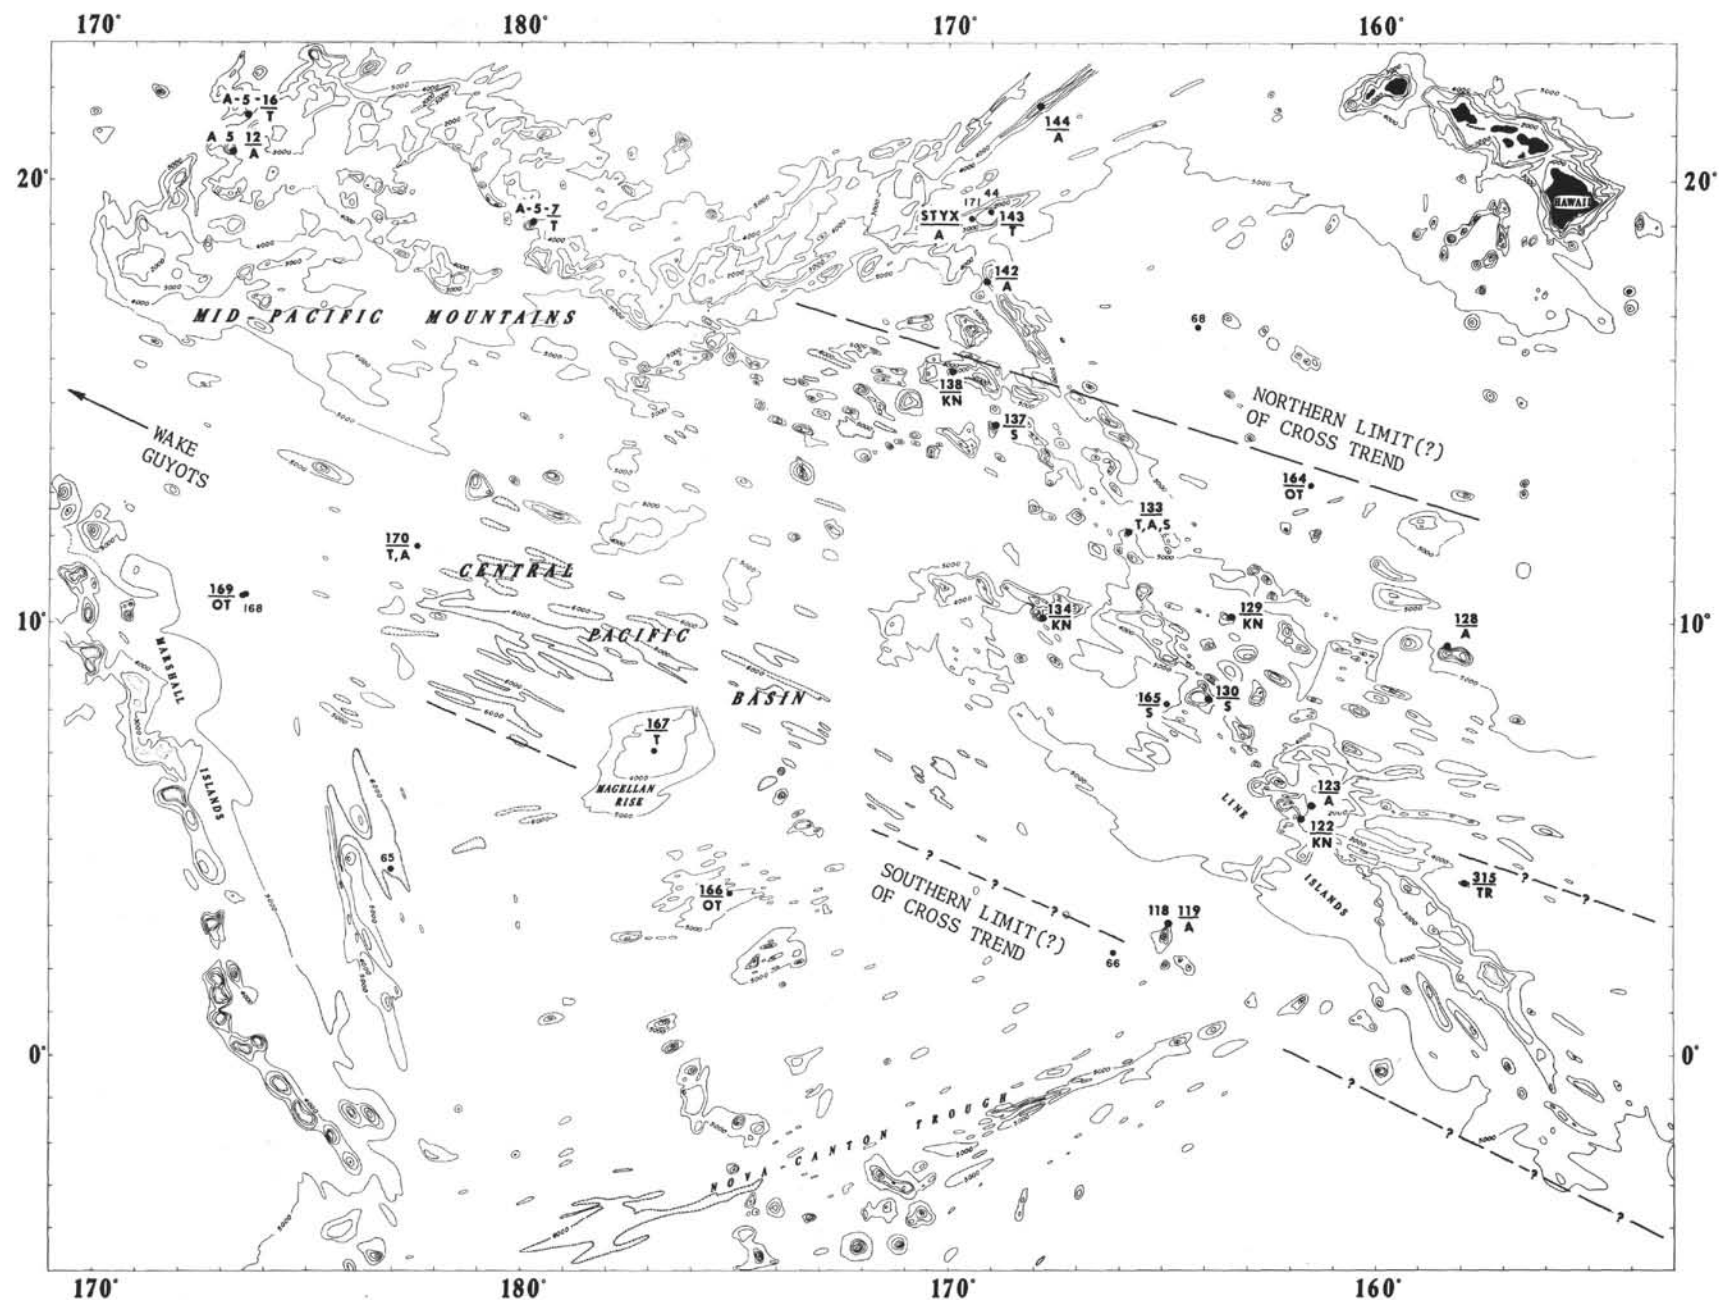 170° 180° 170° 160°
A-5-16
T
A 5 12
A
144
A
20° 20°
HAWAII
A-5-7
T
44
171
STYX
A
143
T
142
A
MID-PACIFIC MOUNTAINS
68
138
KN
137
S
NORTHERN LIMIT(?)
OF CROSS TREND
WAKE
GUYOTS
164
OT
133
T,A,S
170
T,A
CENTRAL
PACIFIC
BASIN
169
OT
168
10° 10°
134
KN
129
KN
128
A
MARSHALL
ISLANDS
165
S
130
S
167
T
MAGELLAN
RISE
LINE
ISLANDS
123
A
122
KN
65
315
TR
166
OT
SOUTHERN LIMIT(?)
OF CROSS TREND
118 119
A
66
0° 0°
NOVA-CANTON TROUGH
170° 180° 170° 160°